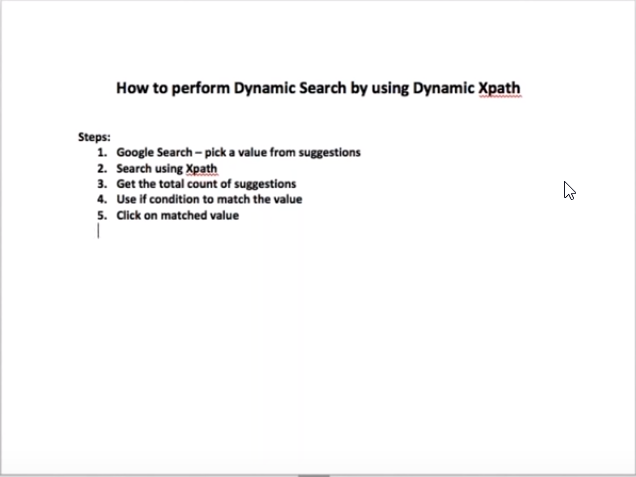 How to perform Dynamic Search by using Dynamic Xpath
Steps:
1. Google Search – pick a value from suggestions
2. Search using Xpath
3. Get the total count of suggestions
4. Use if condition to match the value
5. Click on matched value